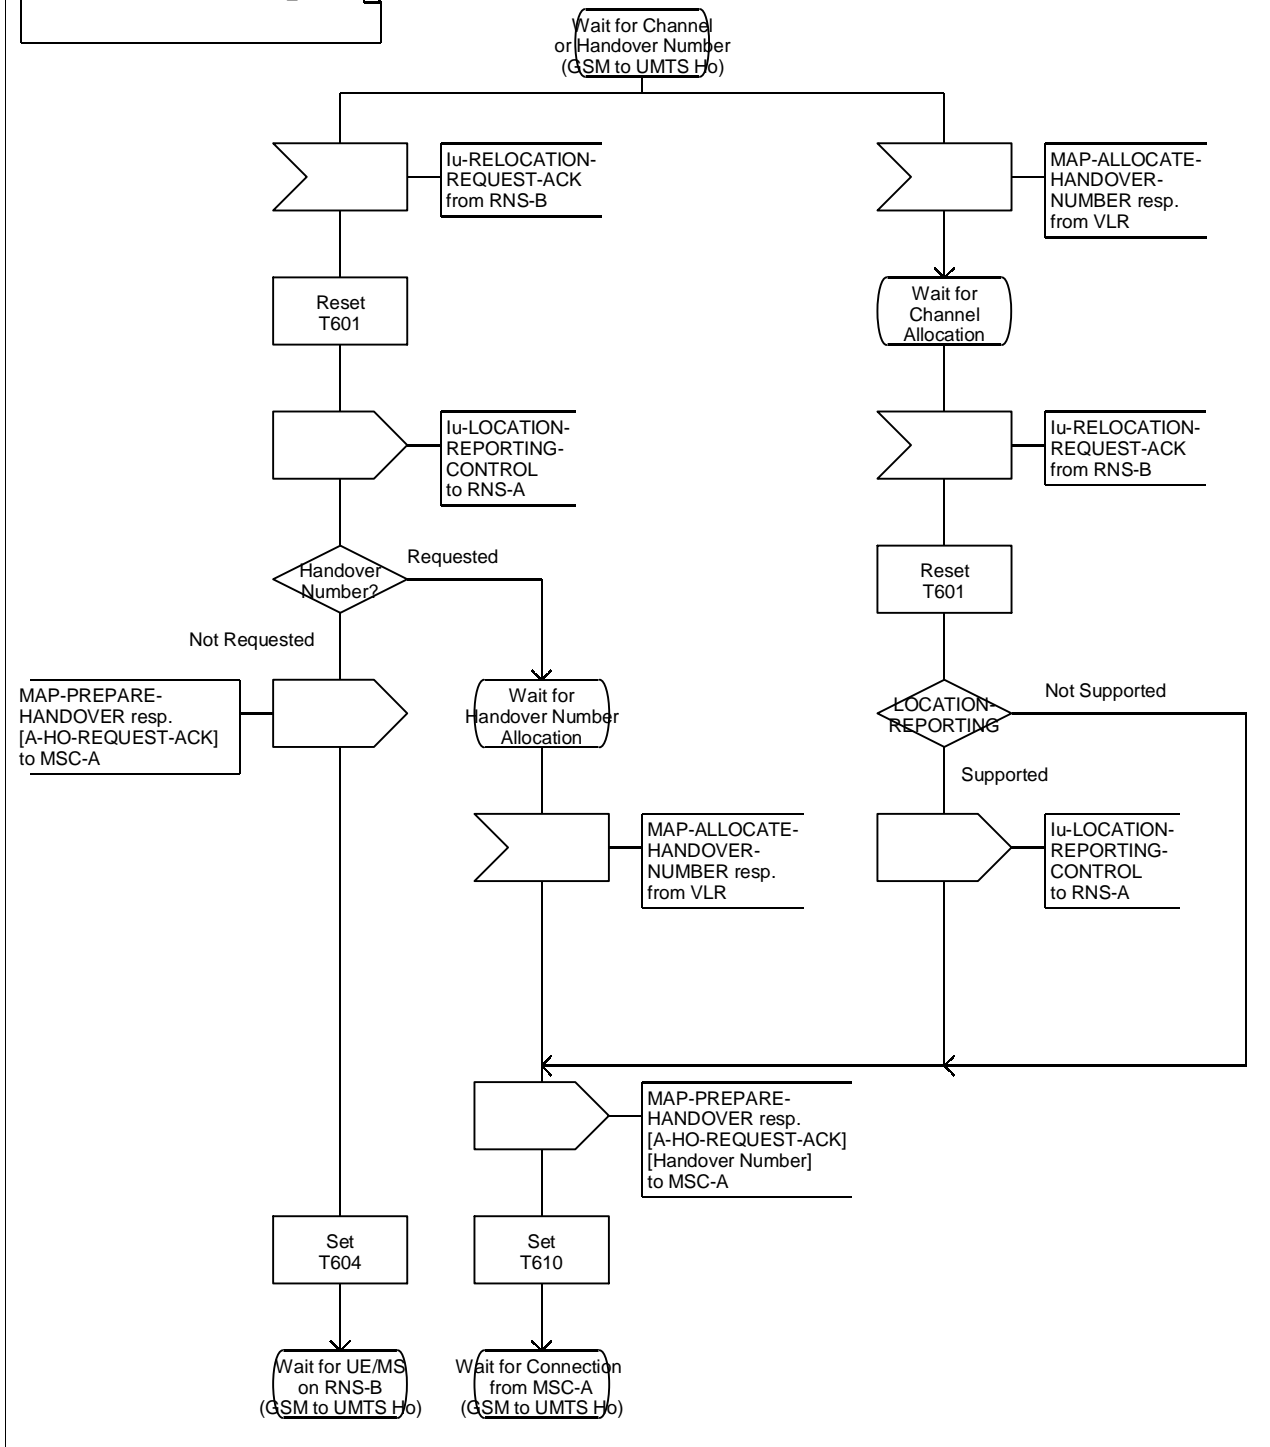 Wait for Channel
or Handover Number
(GSM to UMTS Ho)
Iu-RELOCATION-
REQUEST-ACK
from RNS-B
MAP-ALLOCATE-
HANDOVER-
NUMBER resp.
from VLR
Reset
T601
Wait for
Channel
Allocation
Iu-LOCATION-
REPORTING-
CONTROL
to RNS-A
Iu-RELOCATION-
REQUEST-ACK
from RNS-B
Handover
Number?
Requested
Reset
T601
Not Requested
MAP-PREPARE-
HANDOVER resp.
[A-HO-REQUEST-ACK]
to MSC-A
Wait for
Handover Number
Allocation
LOCATION-
REPORTING
Not Supported
Supported
MAP-ALLOCATE-
HANDOVER-
NUMBER resp.
from VLR
Iu-LOCATION-
REPORTING-
CONTROL
to RNS-A
MAP-PREPARE-
HANDOVER resp.
[A-HO-REQUEST-ACK]
[Handover Number]
to MSC-A
Set
T604
Set
T610
Wait for UE/MS
on RNS-B
(GSM to UMTS Ho)
Wait for Connection
from MSC-A
(GSM to UMTS Ho)